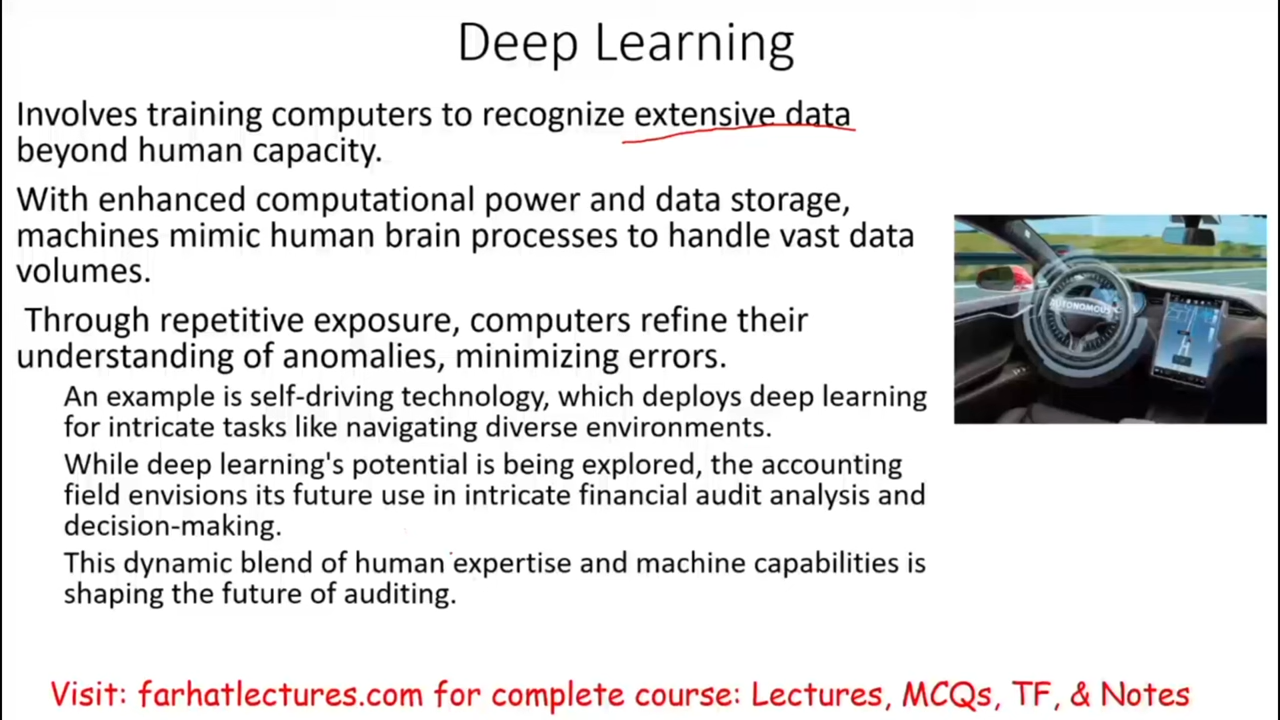 Deep Learning
Involves training computers to recognize extensive data
beyond human capacity.
With enhanced computational power and data storage,
machines mimic human brain processes to handle vast data
volumes.
Through repetitive exposure, computers refine their
understanding of anomalies, minimizing errors.
An example is self-driving technology, which deploys deep learning
for intricate tasks like navigating diverse environments.
While deep learning's potential is being explored, the accounting
field envisions its future use in intricate financial audit analysis and
decision-making.
This dynamic blend of human expertise and machine capabilities is
shaping the future of auditing.
AUTONOMOUS
Visit: farhatlectures.com for complete course: Lectures, MCQs, TF, & Notes